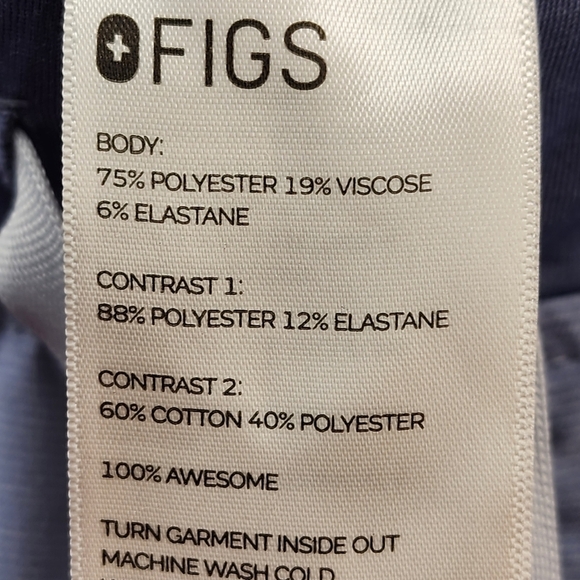 FIGS
BODY:
75% POLYESTER 19% VISCOSE
6% ELASTANE
CONTRAST 1:
88% POLYESTER 12% ELASTANE
CONTRAST 2:
60% COTTON 40% POLYESTER
100% AWESOME
TURN GARMENT INSIDE OUT
MACHINE WASH COLD